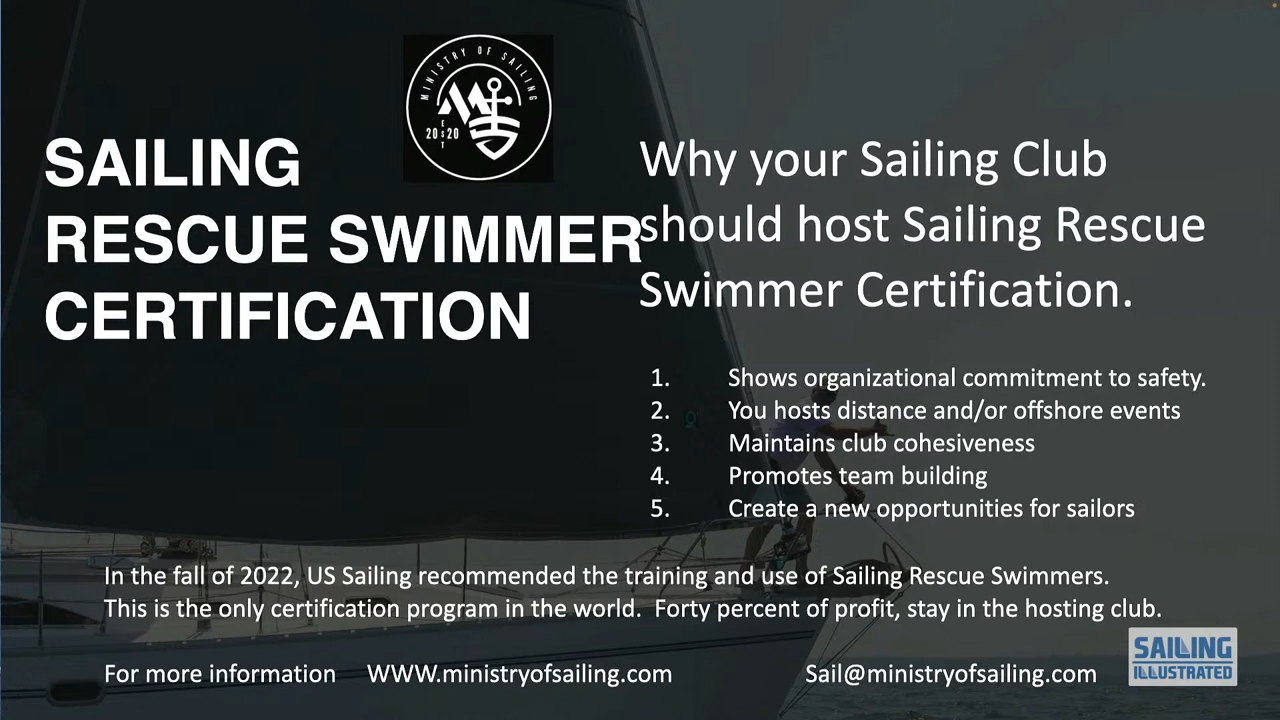 MINISTRY OF SAILING
EST
20 20
SAILING
RESCUE SWIMMER
CERTIFICATION
Why your Sailing Club
should host Sailing Rescue
Swimmer Certification.
1. Shows organizational commitment to safety.
2. You hosts distance and/or offshore events
3. Maintains club cohesiveness
4. Promotes team building
5. Create a new opportunities for sailors
In the fall of 2022, US Sailing recommended the training and use of Sailing Rescue Swimmers.
This is the only certification program in the world. Forty percent of profit, stay in the hosting club.
For more information WWW.ministryofsailing.com Sail@ministryofsailing.com
SAILING
ILLUSTRATED